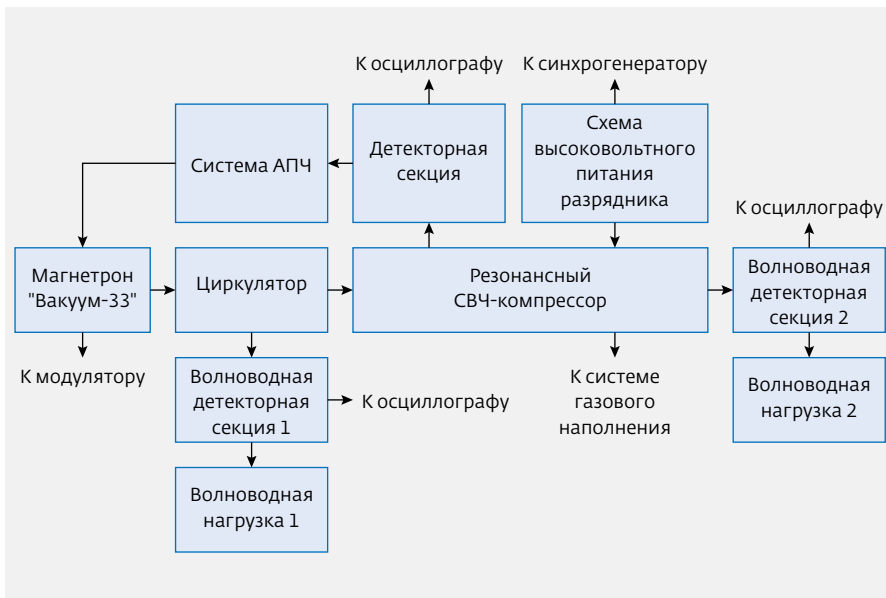 К осциллографу
К синхрогенератору
Система АПЧ
Детекторная
секция
Схема
высоковольтного
питания
разрядника
К осциллографу
Магнетрон
"Вакуум-33"
Циркулятор
Резонансный
СВЧ-компрессор
Волноводная
детекторная
секция 2
К модулятору
Волноводная
детекторная
секция 1
К осциллографу
К системе
газового
наполнения
Волноводная
нагрузка 2
Волноводная
нагрузка 1